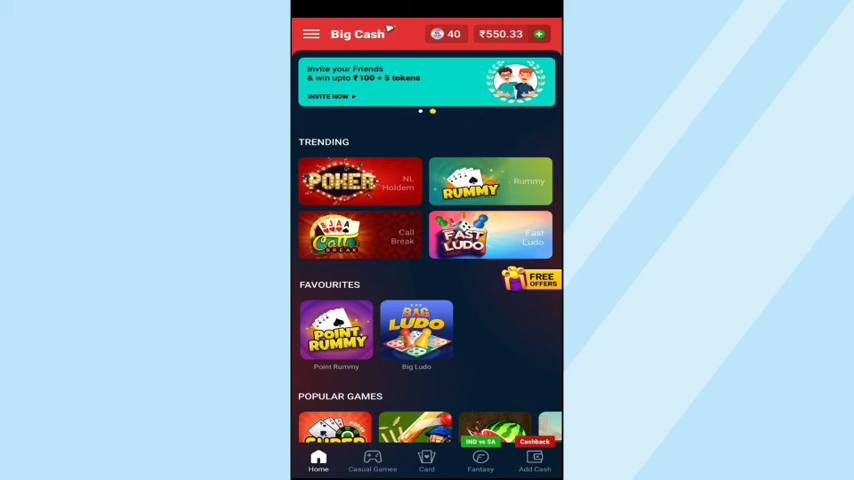 Big Cash
40
₹550.33
Invite your Friends
& win upto ₹100 + 5 tokens
INVITE NOW ►
TRENDING
POKER
NL
Holdem
RUMMY
Rummy
Call
BREAK
Call
Break
FAST
LUDO
Fast
Ludo
FREE
OFFERS
FAVOURITES
POINT
RUMMY
BIG
LUDO
Point Rummy
Big Ludo
POPULAR GAMES
IND vs SA
Cashback
Home
Casual Games
Card
Fantasy
Add Cash